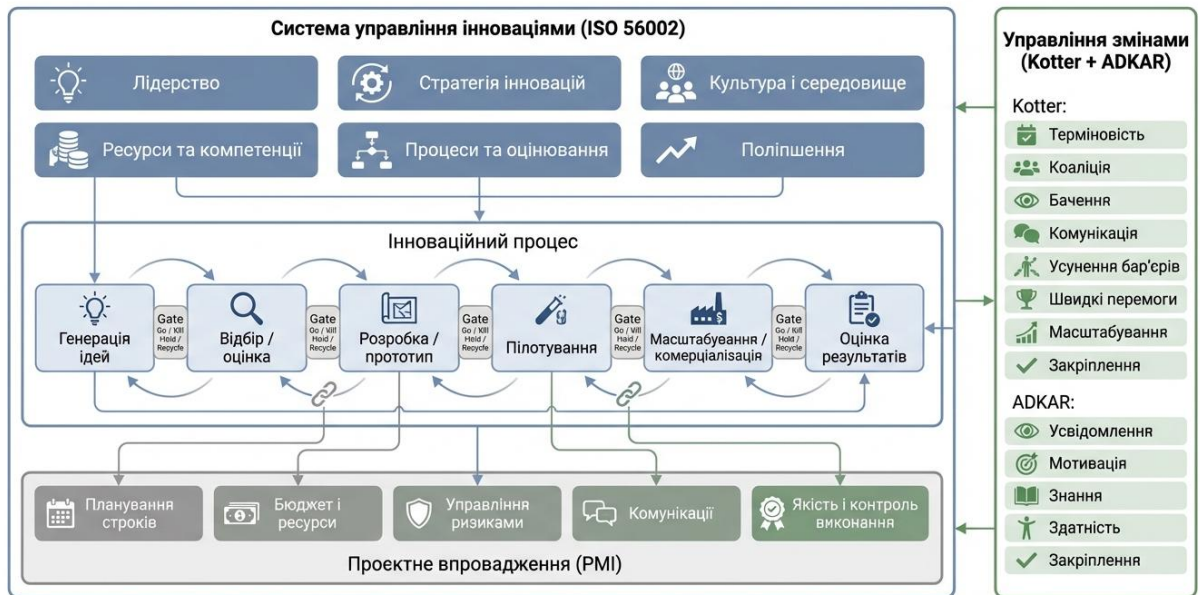 Система управління інноваціями (ISO 56002)
Лідерство
Стратегія інновацій
Культура і середовище
Ресурси та компетенції
Процеси та оцінювання
Поліпшення
Інноваційний процес
Генерація
ідей
Gate
Go / Kill
Hold /
Recycle
Відбір /
оцінка
Gate
Go / Vill
Hold /
Recycle
Розробка /
прототип
Gate
Go / Kill
Hold /
Recycle
Пілотування
Gate
Go / Vill
Hald /
Recycle
Масштабування /
комерціалізація
Gate
Go / Kill
Hold /
Recycle
Оцінка
результатів
Планування
строків
Бюджет і
ресурси
Управління
ризиками
Комунікації
Якість і контроль
виконання
Проектне впровадження (PMI)
Управління змінами
(Kotter + ADKAR)
Kotter:
Терміновість
Коаліція
Бачення
Комунікація
Усунення бар'єрів
Швидкі перемоги
Масштабування
Закріплення
ADKAR:
Усвідомлення
Мотивація
Знання
Здатність
Закріплення